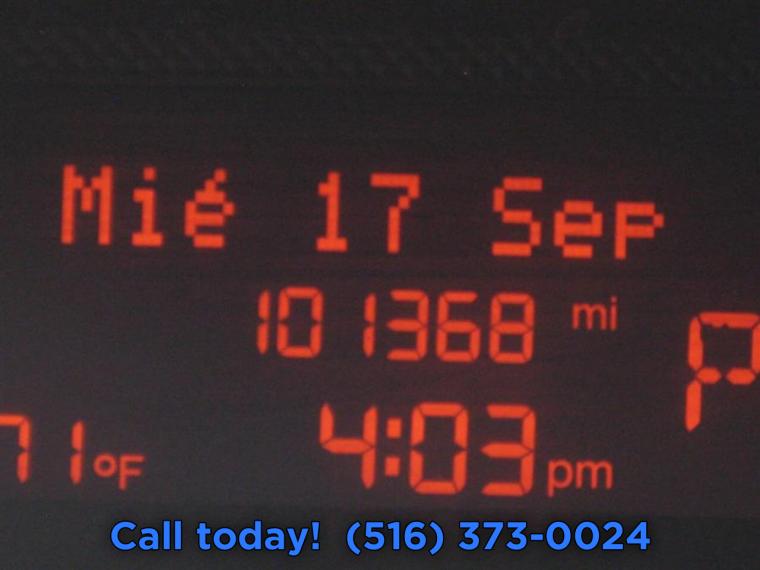 Mié 17 Sep
101368 mi
P
71°F
4:03 pm
Call today! (516) 373-0024